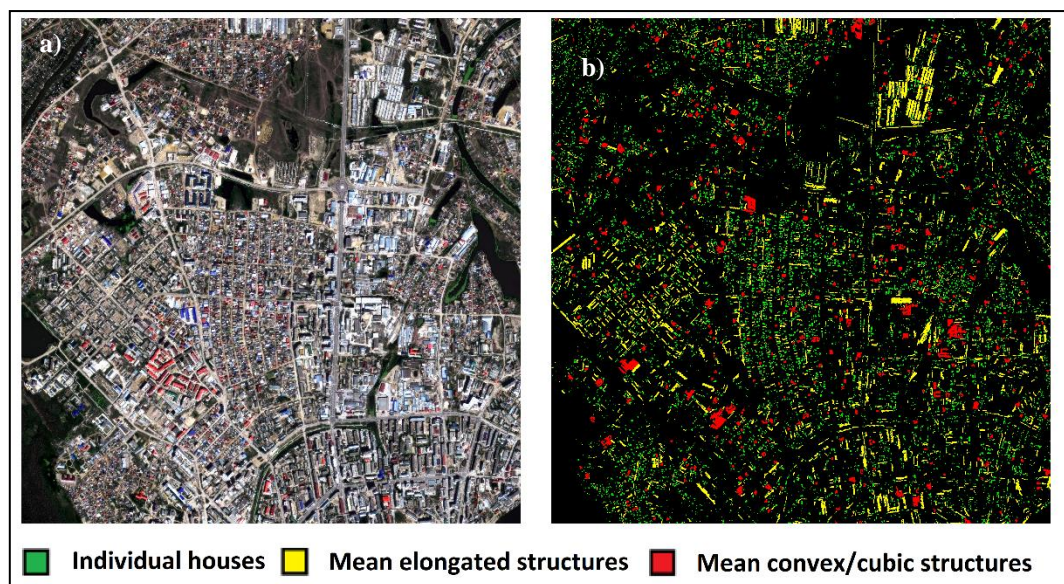 a)
b)
Individual houses
Mean elongated structures
Mean convex/cubic structures